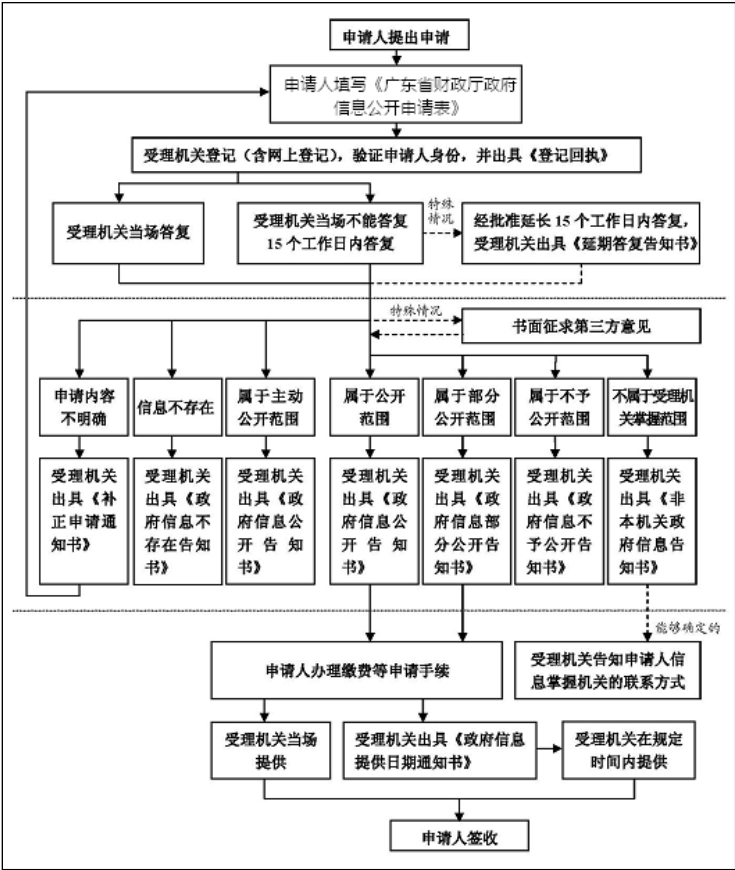 申请人提出申请
申请人填写《广东省财政厅政府
信息公开申请表》
受理机关登记（含网上登记），验证申请人身份，并出具《登记回执》
受理机关当场答复
受理机关当场不能答复
15个工作日内答复
特殊
情况
经批准延长15个工作日内答复，
受理机关出具《延期答复告知书》
特殊情况
书面征求第三方意见
申请内容
不明确
信息不存在
属于主动
公开范围
属于公开
范围
属于部分
公开范围
属于不予
公开范围
不属于受理机
关掌握范围
受理机关
出具《补
正申请通
知书》
受理机关
出具《政
府信息不
存在告知
书》
受理机关
出具《政
府信息公
开告知
书》
受理机关
出具《政
府信息公
开告知
书》
受理机关
出具《政
府信息部
分公开告
知书》
受理机关
出具《政
府信息不
予公开告
知书》
受理机关
出具《非
本机关政
府信息告
知书》
能够确定的
申请人办理缴费等申请手续
受理机关告知申请人信
息掌握机关的联系方式
受理机关当场
提供
受理机关出具《政府信息
提供日期通知书》
受理机关在规定
时间内提供
申请人签收